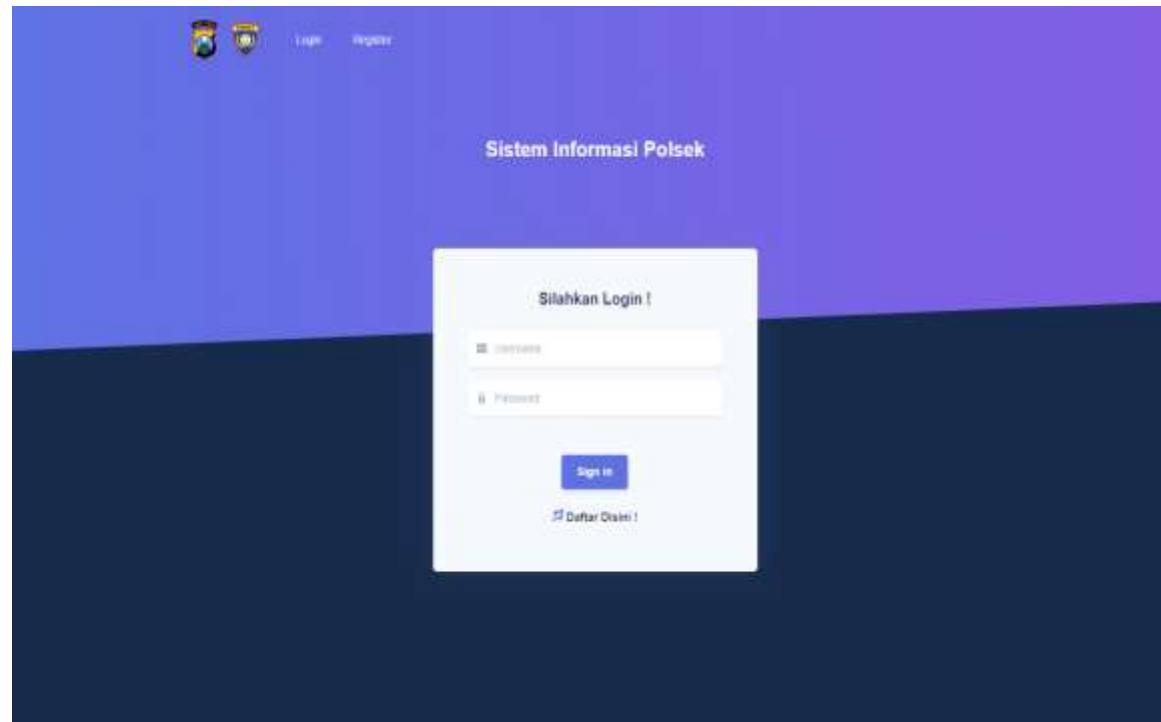 Login Register
Sistem Informasi Polsek
Silahkan Login !
Username
Password
Sign in
Daftar Disini !